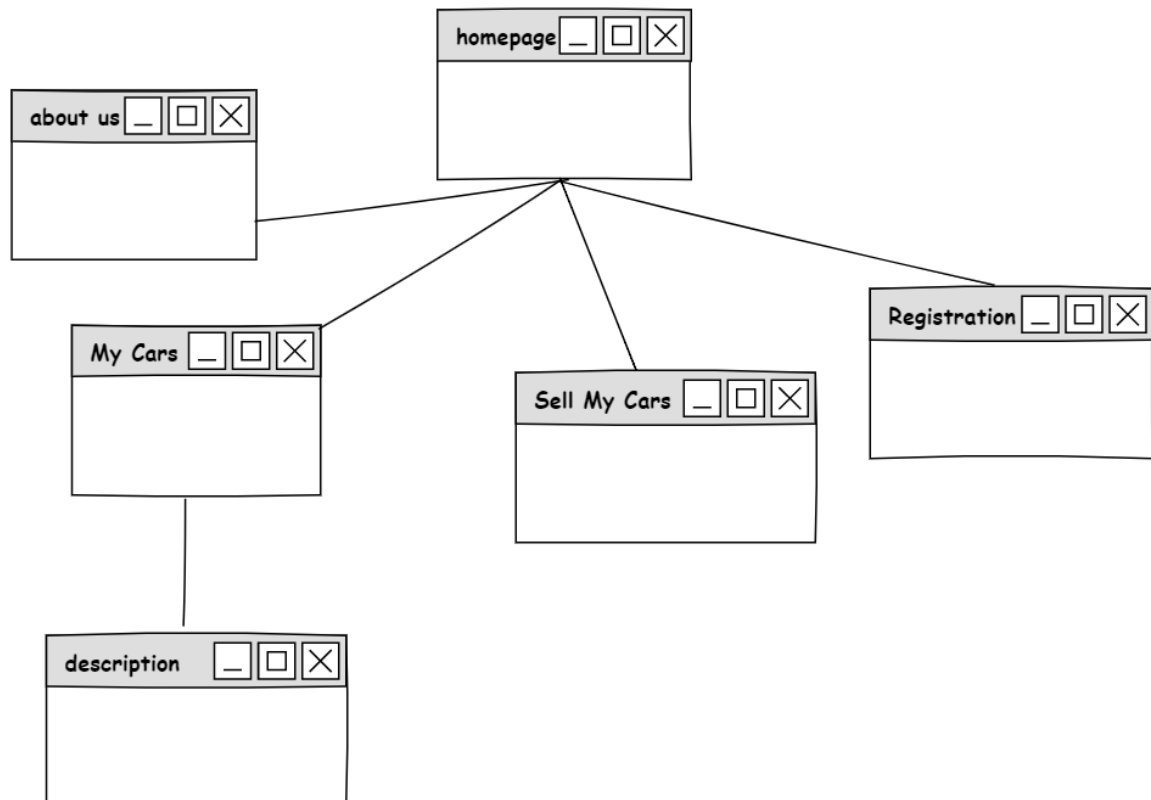 homepage
about us
Registration
My Cars
Sell My Cars
description